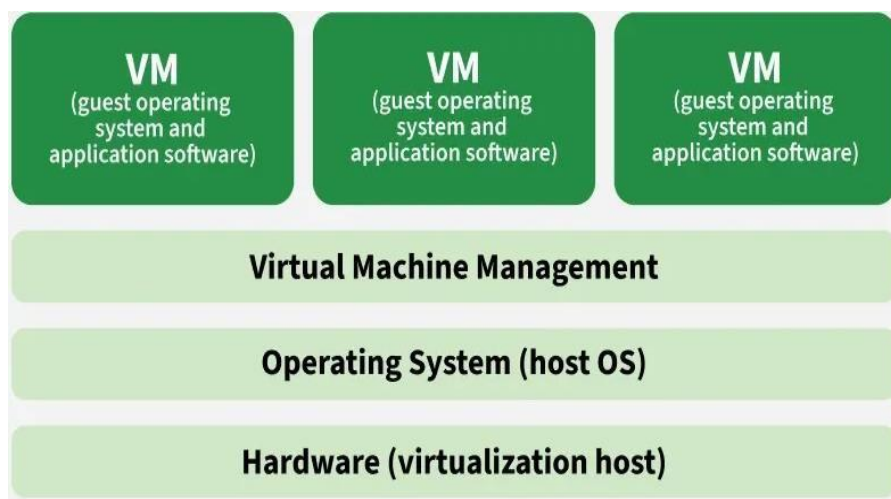 VM
(guest operating
system and
application software)
VM
(guest operating
system and
application software)
VM
(guest operating
system and
application software)
Virtual Machine Management
Operating System (host OS)
Hardware (virtualization host)